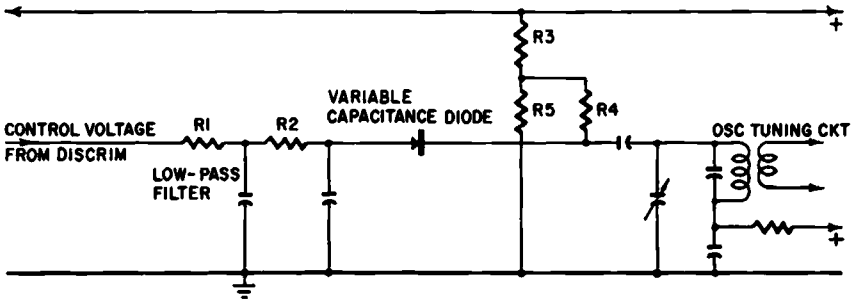 R3
+
VARIABLE
CAPACITANCE DIODE
R5
R4
CONTROL VOLTAGE
FROM DISCRIM
R1
R2
OSC TUNING CKT
LOW-PASS
FILTER
+